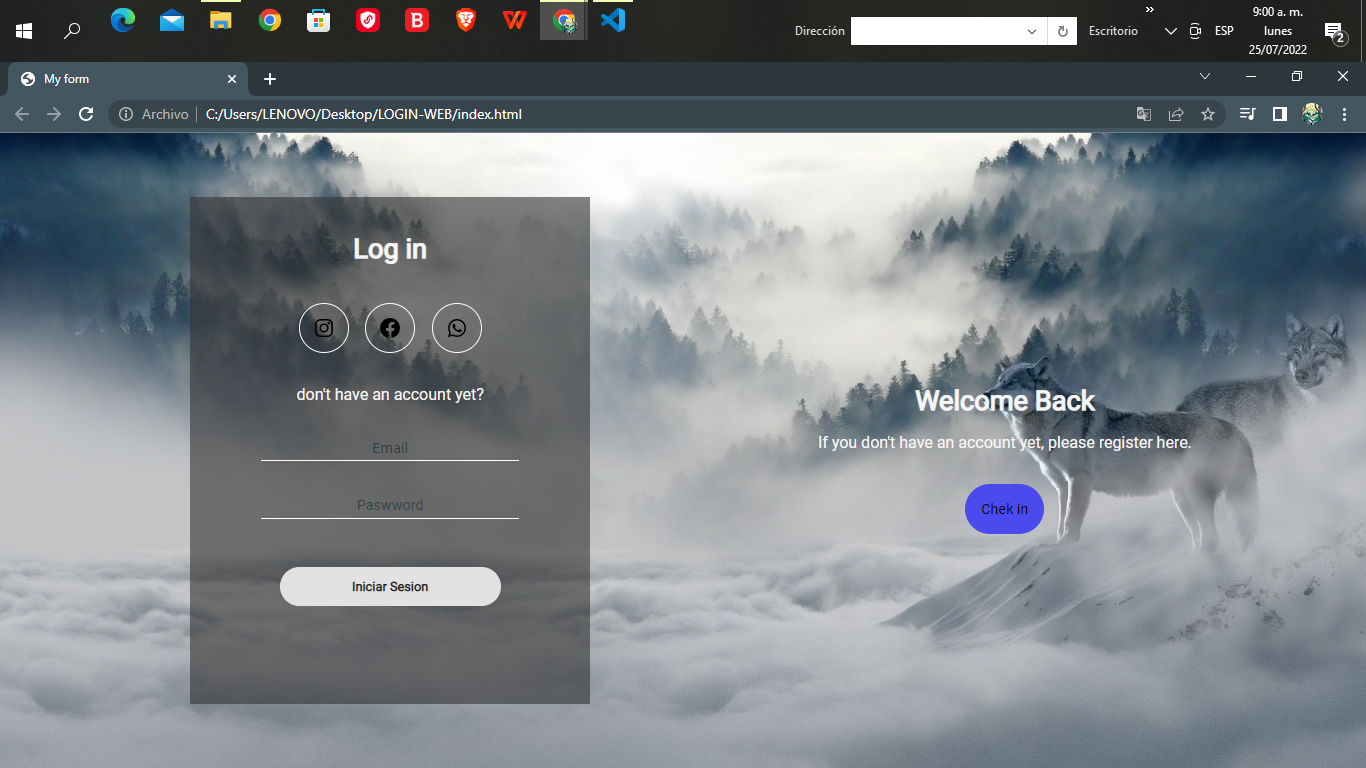 Dirección
Escritorio
ESP
9:00 a. m.
lunes
25/07/2022
2
My form
Archivo
C:/Users/LENOVO/Desktop/LOGIN-WEB/index.html
Log in
don't have an account yet?
Email
Paswword
Iniciar Sesion
Welcome Back
If you don't have an account yet, please register here.
Chek in